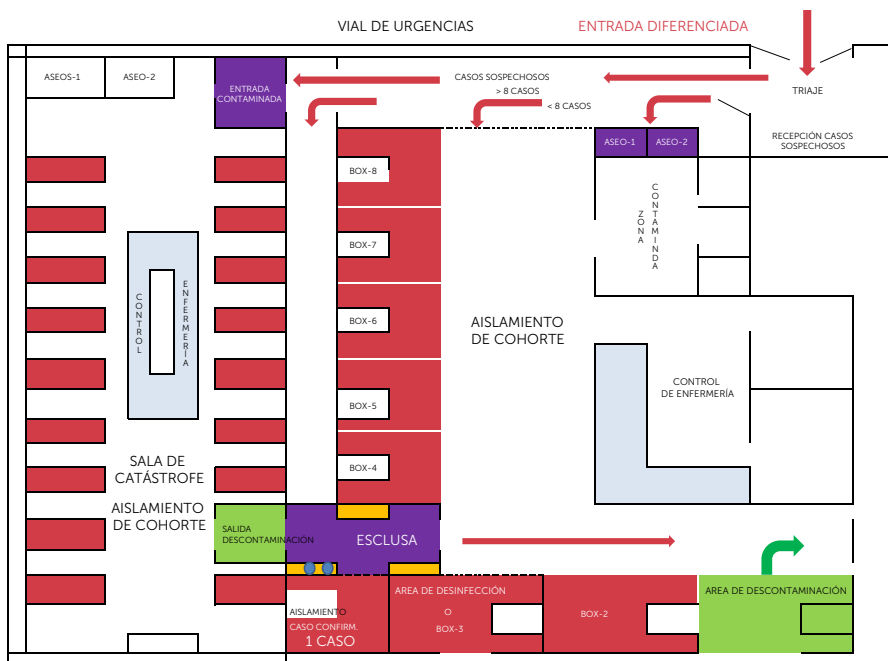 VIAL DE URGENCIAS
ENTRADA DIFERENCIADA
ASEOS-1
ASEO-2
ENTRADA
CONTAMINADA
CASOS SOSPECHOSOS
> 8 CASOS
< 8 CASOS
TRIAJE
RECEPCIÓN CASOS
SOSPECHOSOS
ASEO-1
ASEO-2
BOX-8
ZONA
CONTAMINDA
BOX-7
CONTROL
ENFERMERÍA
BOX-6
AISLAMIENTO
DE COHORTE
CONTROL
DE ENFERMERÍA
BOX-5
BOX-4
SALA DE
CATÁSTROFE
AISLAMIENTO
DE COHORTE
SALIDA
DESCONTAMINACIÓN
ESCLUSA
AISLAMIENTO
CASO CONFIRM.
1 CASO
AREA DE DESINFECCIÓN
O
BOX-3
BOX-2
AREA DE DESCONTAMINACIÓN